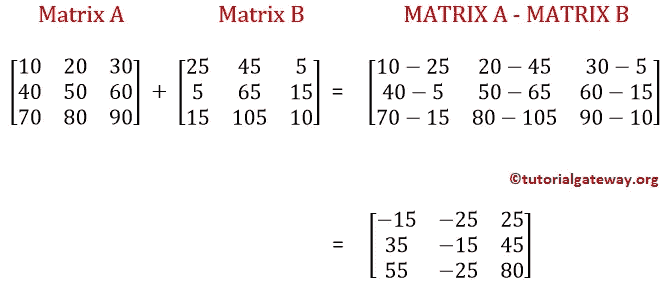 Matrix A Matrix B MATRIX A - MATRIX B
[10 20 30] [25 45 5] [10 − 25 20 − 45 30 − 5]
[40 50 60] + [5 65 15] = [40 − 5 50 − 65 60 − 15]
[70 80 90] [15 105 10] [70 − 15 80 − 105 90 − 10]
©tutorialgateway.org
[−15 −25 25]
= [35 −15 45]
[55 −25 80]